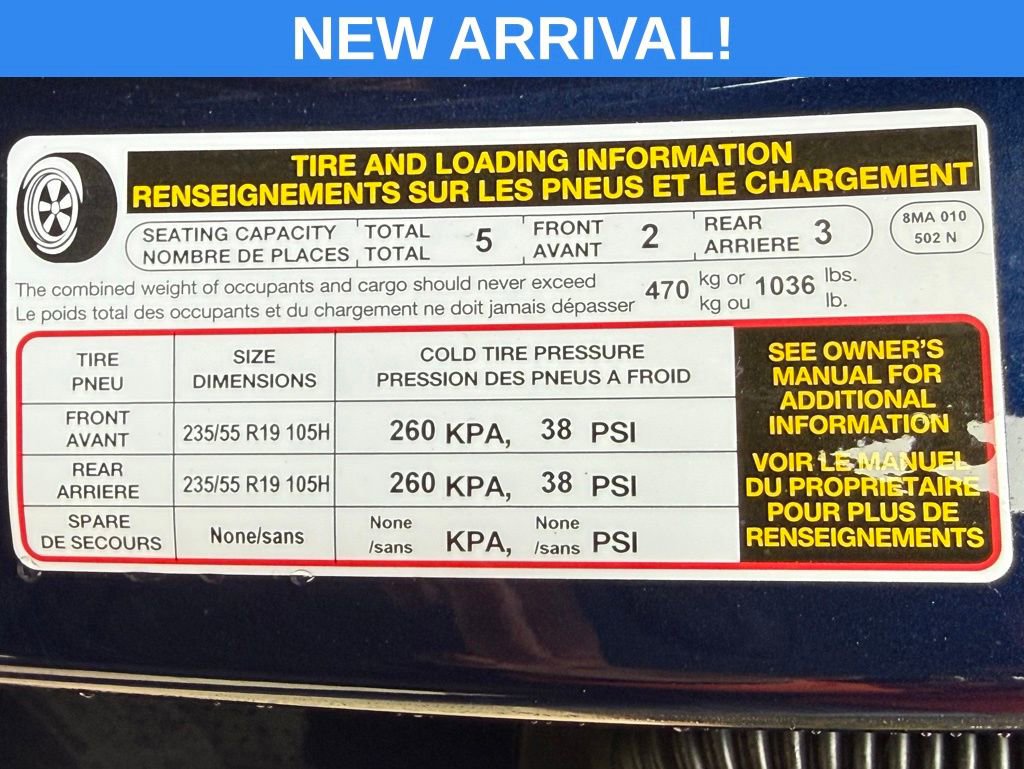 NEW ARRIVAL!
TIRE AND LOADING INFORMATION
RENSEIGNEMENTS SUR LES PNEUS ET LE CHARGEMENT
SEATING CAPACITY TOTAL 5 FRONT 2 REAR 3
NOMBRE DE PLACES TOTAL AVANT ARRIERE
8MA 010
502 N
The combined weight of occupants and cargo should never exceed 470 kg or 1036 lbs.
Le poids total des occupants et du chargement ne doit jamais dépasser kg ou lb.
TIRE SIZE COLD TIRE PRESSURE
PNEU DIMENSIONS PRESSION DES PNEUS A FROID
FRONT
AVANT 235/55 R19 105H 260 KPA, 38 PSI
REAR
ARRIERE 235/55 R19 105H 260 KPA, 38 PSI
SPARE
DE SECOURS None/sans None /sans KPA, None /sans PSI
SEE OWNER'S
MANUAL FOR
ADDITIONAL
INFORMATION
VOIR LE MANUEL
DU PROPRIETAIRE
POUR PLUS DE
RENSEIGNEMENTS